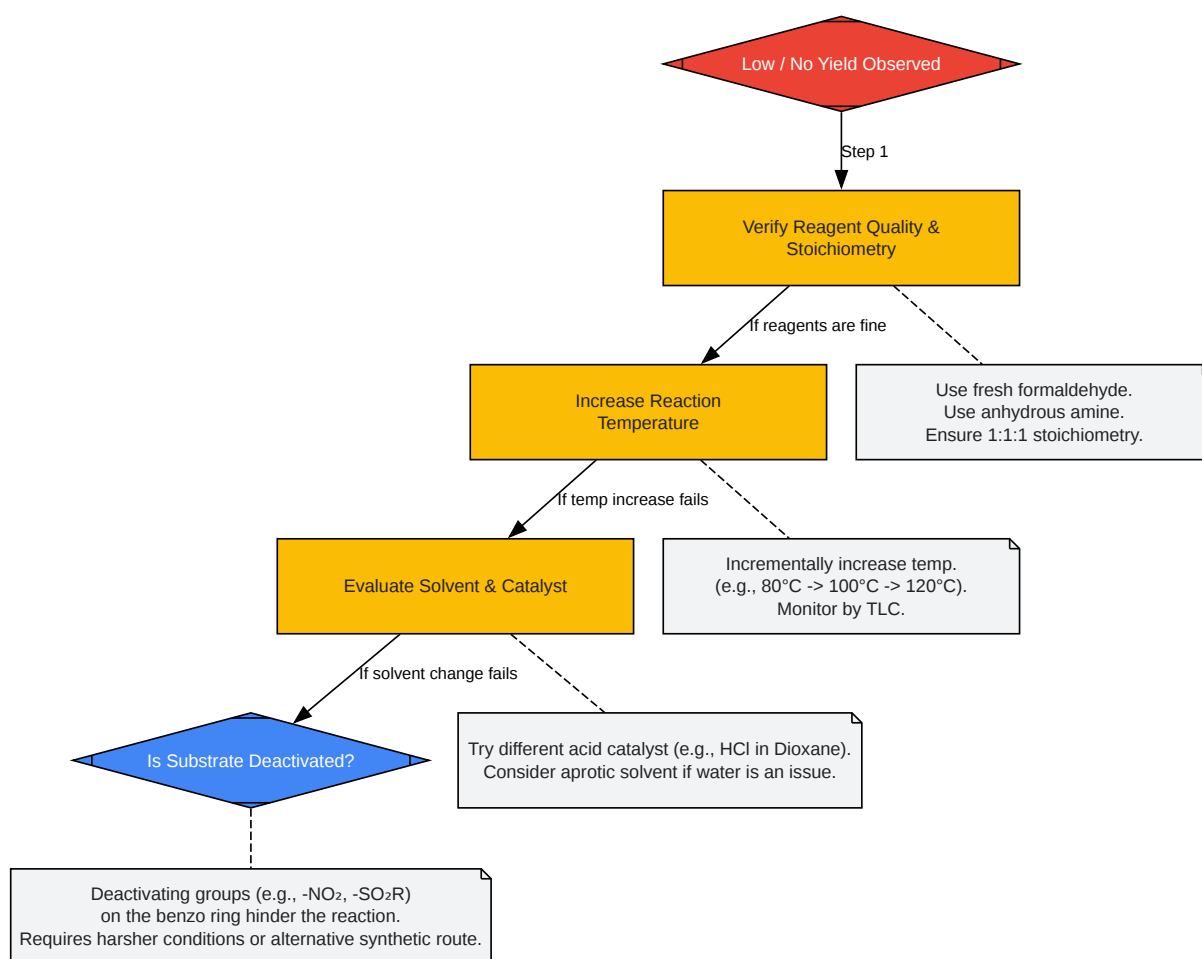 Low / No Yield Observed
Step 1
Verify Reagent Quality &
Stoichiometry
If reagents are fine
Increase Reaction
Temperature
Use fresh formaldehyde.
Use anhydrous amine.
Ensure 1:1:1 stoichiometry.
If temp increase fails
Evaluate Solvent & Catalyst
Incrementally increase temp.
(e.g., 80°C -> 100°C -> 120°C).
Monitor by TLC.
If solvent change fails
Is Substrate Deactivated?
Try different acid catalyst (e.g., HCl in Dioxane).
Consider aprotic solvent if water is an issue.
Deactivating groups (e.g., -NO₂, -SO₂R)
on the benzo ring hinder the reaction.
Requires harsher conditions or alternative synthetic route.